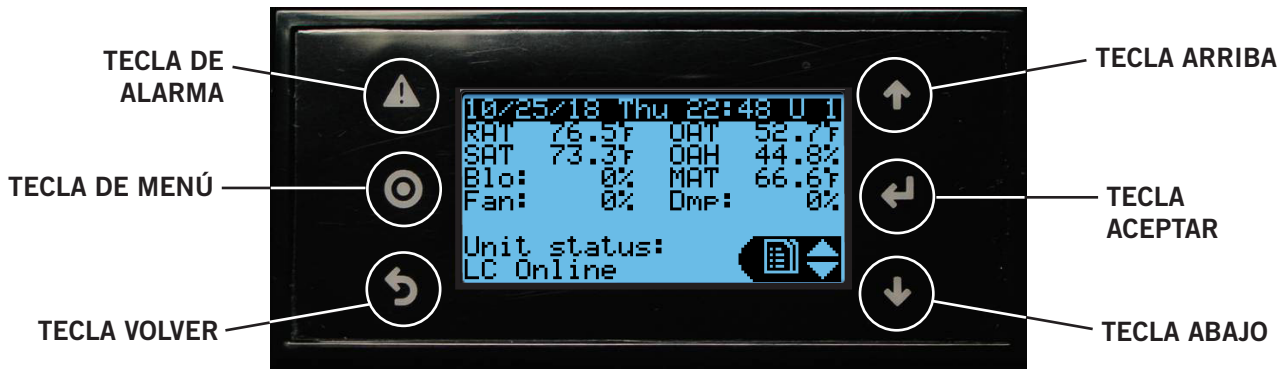 TECLA DE
ALARMA
TECLA DE MENÚ
TECLA VOLVER
10/25/18 Thu 22:48 U 1
RAT 76.5°F OAT 52.7°F
SAT 73.3°F OAH 44.8%
Blo: 0% MAT 66.6°F
Fan: 0% Dmp: 0%
Unit status:
LC Online
TECLA ARRIBA
TECLA
ACEPTAR
TECLA ABAJO